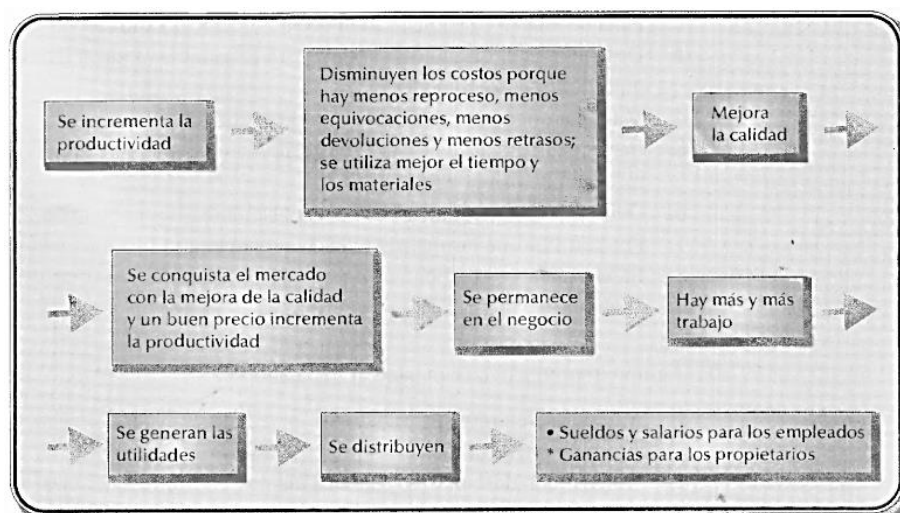 Se incrementa la
productividad
Disminuyen los costos porque
hay menos reproceso, menos
equivocaciones, menos
devoluciones y menos retrasos;
se utiliza mejor el tiempo y
los materiales
Mejora
la calidad
Se conquista el mercado
con la mejora de la calidad
y un buen precio incrementa
la productividad
Se permanece
en el negocio
Hay más y más
trabajo
Se generan las
utilidades
Se distribuyen
• Sueldos y salarios para los empleados
* Ganancias para los propietarios